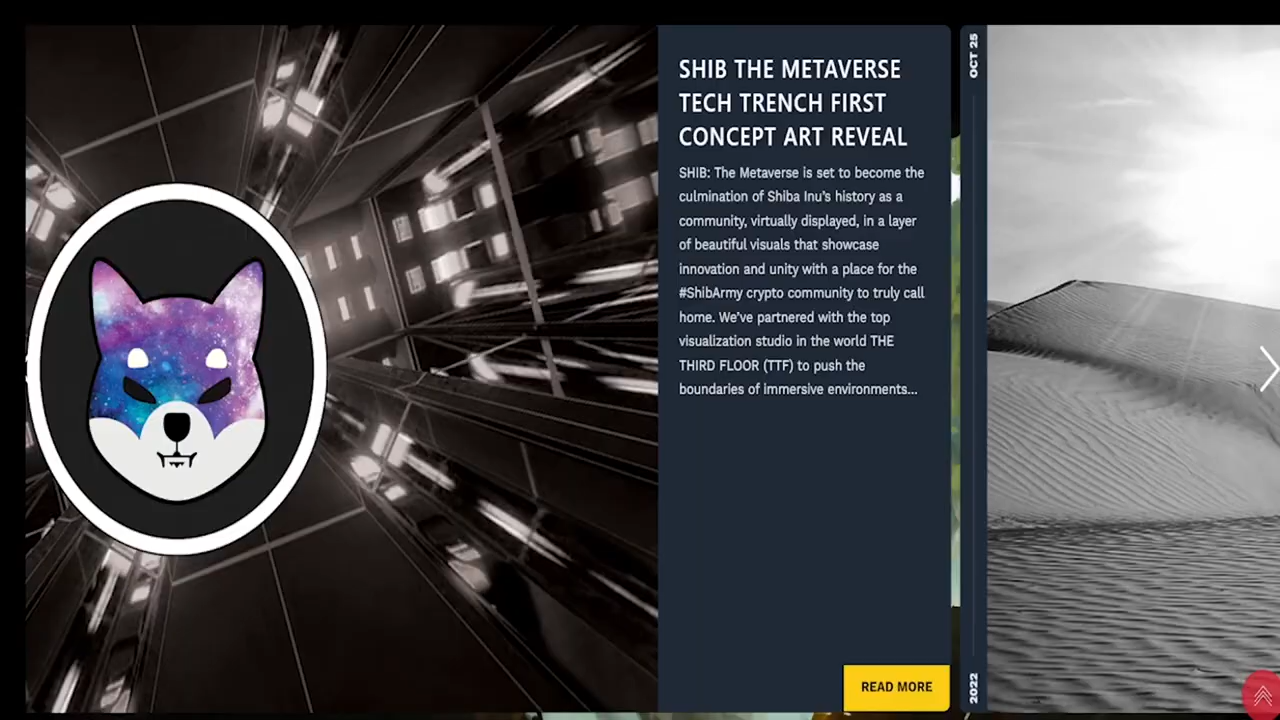 SHIB THE METAVERSE
TECH TRENCH FIRST
CONCEPT ART REVEAL
SHIB: The Metaverse is set to become the
culmination of Shiba Inu's history as a
community, virtually displayed, in a layer
of beautiful visuals that showcase
innovation and unity with a place for the
#ShibArmy crypto community to truly call
home. We've partnered with the top
visualization studio in the world THE
THIRD FLOOR (TTF) to push the
boundaries of immersive environments...
READ MORE
OCT 25
2022